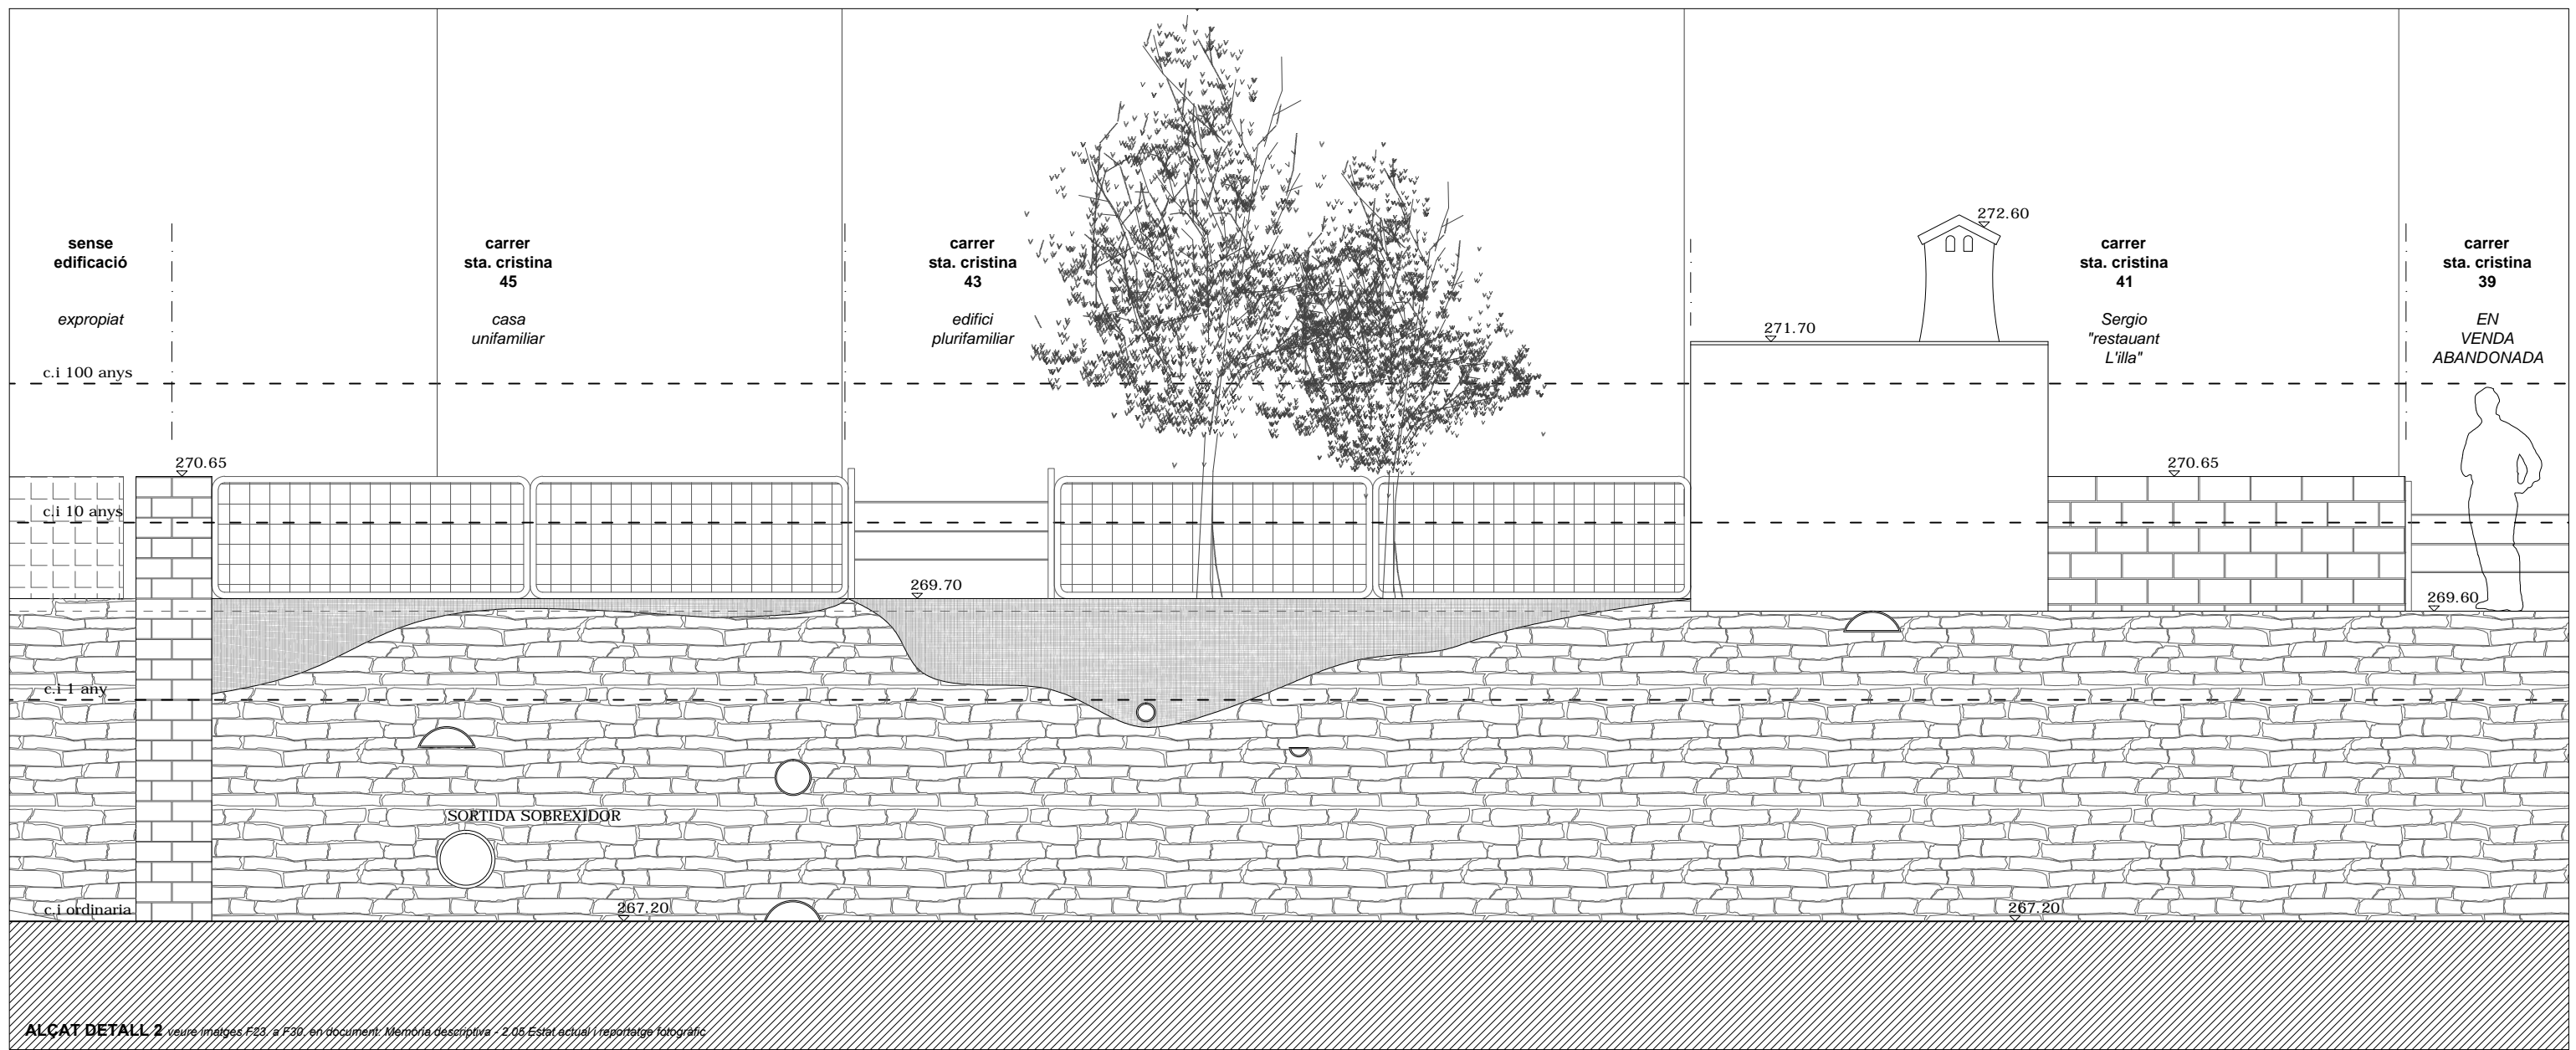 272.60
sense
edificació
expropiat
carrer
sta. cristina
45
casa
unifamiliar
carrer
sta. cristina
43
edifici
plurifamiliar
carrer
sta. cristina
41
Sergio
"restauant
L'illa"
carrer
sta. cristina
39
EN
VENDA
ABANDONADA
271.70
c.i 100 anys
270.65
270.65
c.i 10 anys
269.70
269.60
c.i 1 any
SORTIDA SOBREXIDOR
c.i ordinaria
267.20
267.20
ALÇAT DETALL 2 veure imatges F23. a F30. en document: Memòria descriptiva - 2.05 Estat actual i reportatge fotogràfic